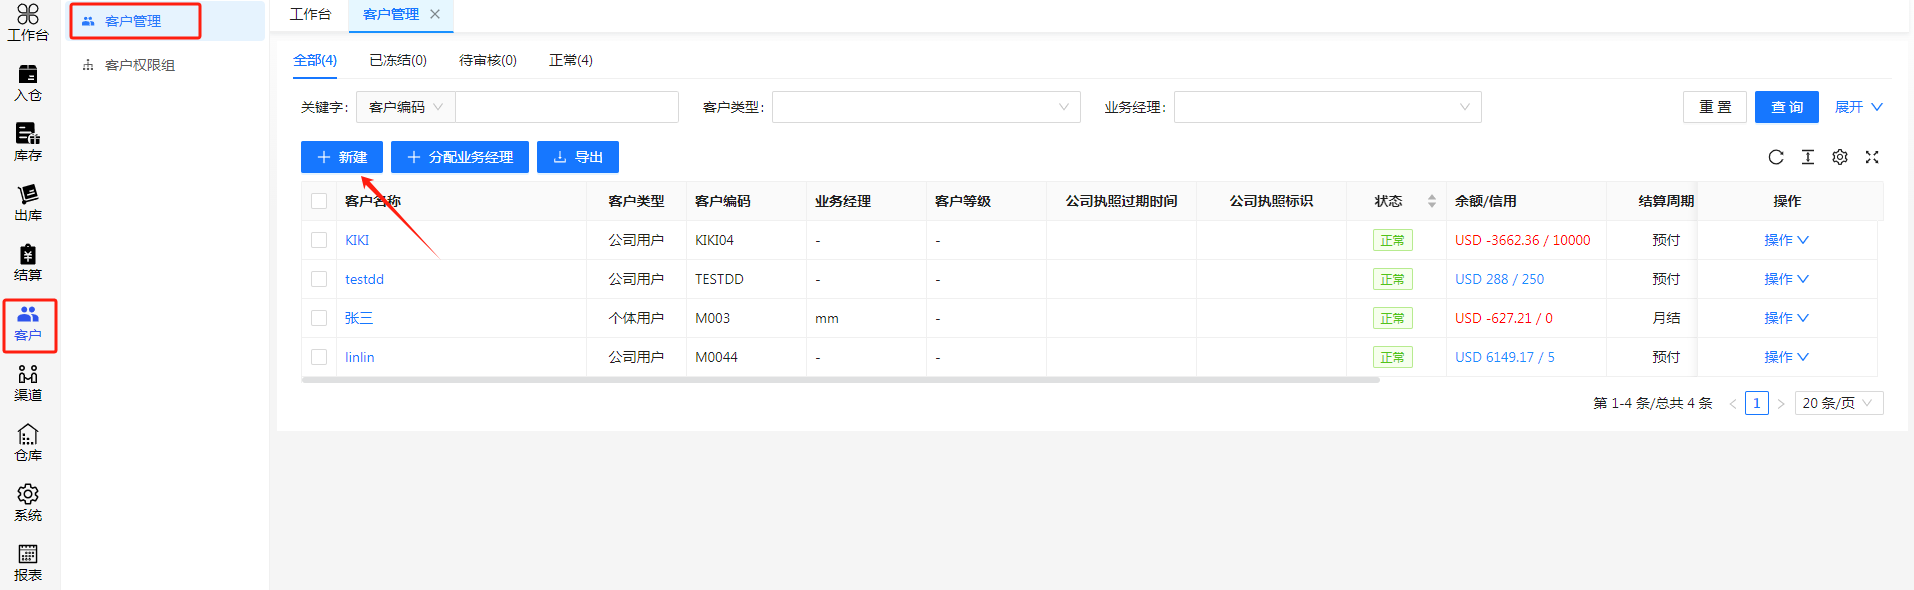 工作台
入仓
库存
出库
结算
客户
渠道
仓库
系统
报表
客户管理
客户权限组
工作台 客户管理
全部(4) 已冻结(0) 待审核(0) 正常(4)
关键字: 客户编码 客户类型: 业务经理: 重 置 查 询 展开
新建 分配业务经理 导出
客户名称 客户类型 客户编码 业务经理 客户等级 公司执照过期时间 公司执照标识 状态 余额/信用 结算周期 操作
KIKI 公司用户 KIKI04 - - 正常 USD -3662.36 / 10000 预付 操作
testdd 公司用户 TESTDD - - 正常 USD 288 / 250 预付 操作
张三 个体用户 M003 mm - 正常 USD -627.21 / 0 月结 操作
linlin 公司用户 M0044 - - 正常 USD 6149.17 / 5 预付 操作
第 1-4 条/总共 4 条 < 1 > 20 条/页